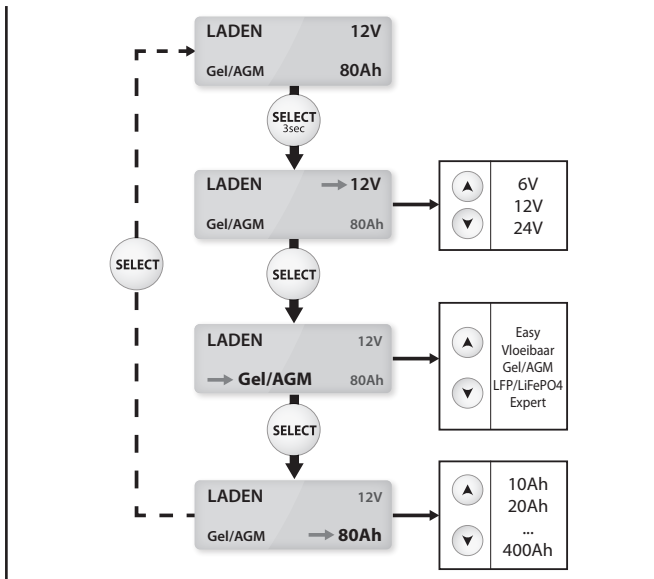 LADEN 12V
Gel/AGM 80Ah
SELECT
3sec
LADEN 12V
Gel/AGM 80Ah
6V
12V
24V
SELECT
SELECT
LADEN 12V
Gel/AGM 80Ah
Easy
Vloeibaar
Gel/AGM
LFP/LiFePO4
Expert
SELECT
LADEN 12V
Gel/AGM 80Ah
10Ah
20Ah
...
400Ah